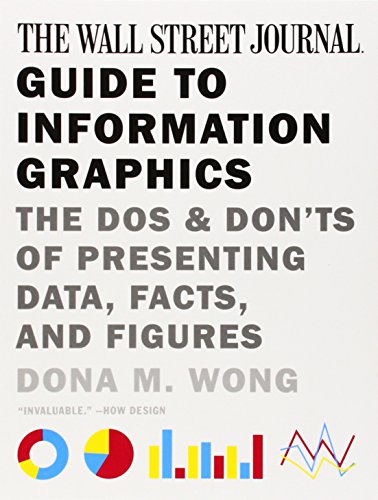 THE WALL STREET JOURNAL.
GUIDE TO
INFORMATION
GRAPHICS
THE DOS & DON'TS
OF PRESENTING
DATA, FACTS,
AND FIGURES
DONA M. WONG
"INVALUABLE." —HOW DESIGN